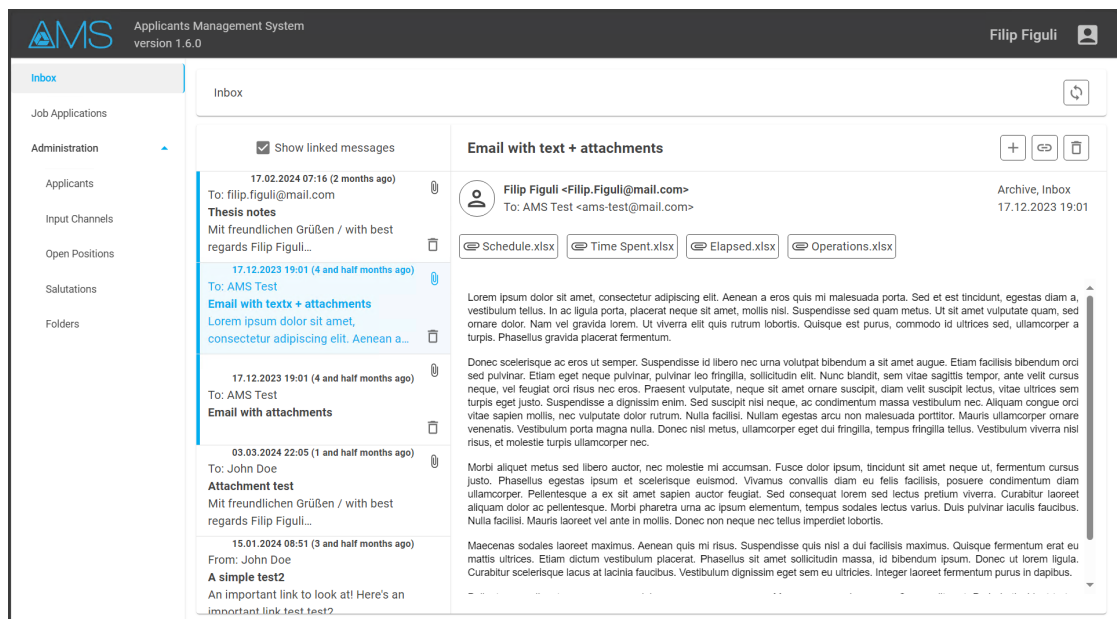 AMS
Applicants Management System
version 1.6.0
Filip Figuli
Inbox
Job Applications
Administration
Applicants
Input Channels
Open Positions
Salutations
Folders
Inbox
Show linked messages
17.02.2024 07:16 (2 months ago)
To: filip.figuli@mail.com
Thesis notes
Mit freundlichen Grüßen / with best
regards Filip Figuli...
17.12.2023 19:01 (4 and half months ago)
To: AMS Test
Email with textx + attachments
Lorem ipsum dolor sit amet,
consectetur adipiscing elit. Aenean a...
17.12.2023 19:01 (4 and half months ago)
To: AMS Test
Email with attachments
03.03.2024 22:05 (1 and half months ago)
To: John Doe
Attachment test
Mit freundlichen Grüßen / with best
regards Filip Figuli...
15.01.2024 08:51 (3 and half months ago)
From: John Doe
A simple test2
An important link to look at! Here's an
important link test test2
Email with text + attachments
Filip Figuli <Filip.Figuli@mail.com>
To: AMS Test <ams-test@mail.com>
Archive, Inbox
17.12.2023 19:01
Schedule.xlsx
Time Spent.xlsx
Elapsed.xlsx
Operations.xlsx
Lorem ipsum dolor sit amet, consectetur adipiscing elit. Aenean a eros quis mi malesuada porta. Sed et est tincidunt, egestas diam a,
vestibulum tellus. In ac ligula porta, placerat neque sit amet, mollis nisl. Suspendisse sed quam metus. Ut sit amet vulputate quam, sed
ornare dolor. Nam vel gravida lorem. Ut viverra elit quis rutrum lobortis. Quisque est purus, commodo id ultrices sed, ullamcorper a
turpis. Phasellus gravida placerat fermentum.
Donec scelerisque ac eros ut semper. Suspendisse id libero nec urna volutpat bibendum a sit amet augue. Etiam facilisis bibendum orci
sed pulvinar. Etiam eget neque pulvinar, pulvinar leo fringilla, sollicitudin elit. Nunc blandit, sem vitae sagittis tempor, ante velit cursus
neque, vel feugiat orci risus nec eros. Praesent vulputate, neque sit amet ornare suscipit, diam velit suscipit lectus, vitae ultrices sem
turpis eget justo. Suspendisse a dignissim enim. Sed suscipit nisi neque, ac condimentum massa vestibulum nec. Aliquam congue orci
vitae sapien mollis, nec vulputate dolor rutrum. Nulla facilisi. Nullam egestas arcu non malesuada porttitor. Mauris ullamcorper ornare
venenatis. Vestibulum porta magna nulla. Donec nisl metus, ullamcorper eget dui fringilla, tempus fringilla tellus. Vestibulum viverra nisl
risus, et molestie turpis ullamcorper nec.
Morbi aliquet metus sed libero auctor, nec molestie mi accumsan. Fusce dolor ipsum, tincidunt sit amet neque ut, fermentum cursus
justo. Phasellus egestas ipsum et scelerisque euismod. Vivamus convallis diam eu felis facilisis, posuere condimentum diam
ullamcorper. Pellentesque a ex sit amet sapien auctor feugiat. Sed consequat lorem sed lectus pretium viverra. Curabitur laoreet
aliquam dolor ac pellentesque. Morbi pharetra urna ac ipsum elementum, tempus sodales lectus varius. Duis pulvinar iaculis faucibus.
Nulla facilisi. Mauris laoreet vel ante in mollis. Donec non neque nec tellus imperdiet lobortis.
Maecenas sodales laoreet maximus. Aenean quis mi risus. Suspendisse quis nisl a dui facilisis maximus. Quisque fermentum erat eu
mattis ultrices. Etiam dictum vestibulum placerat. Phasellus sit amet sollicitudin massa, id bibendum ipsum. Donec ut lorem ligula.
Curabitur scelerisque lacus at lacinia faucibus. Vestibulum dignissim eget sem eu ultricies. Integer laoreet fermentum purus in dapibus.